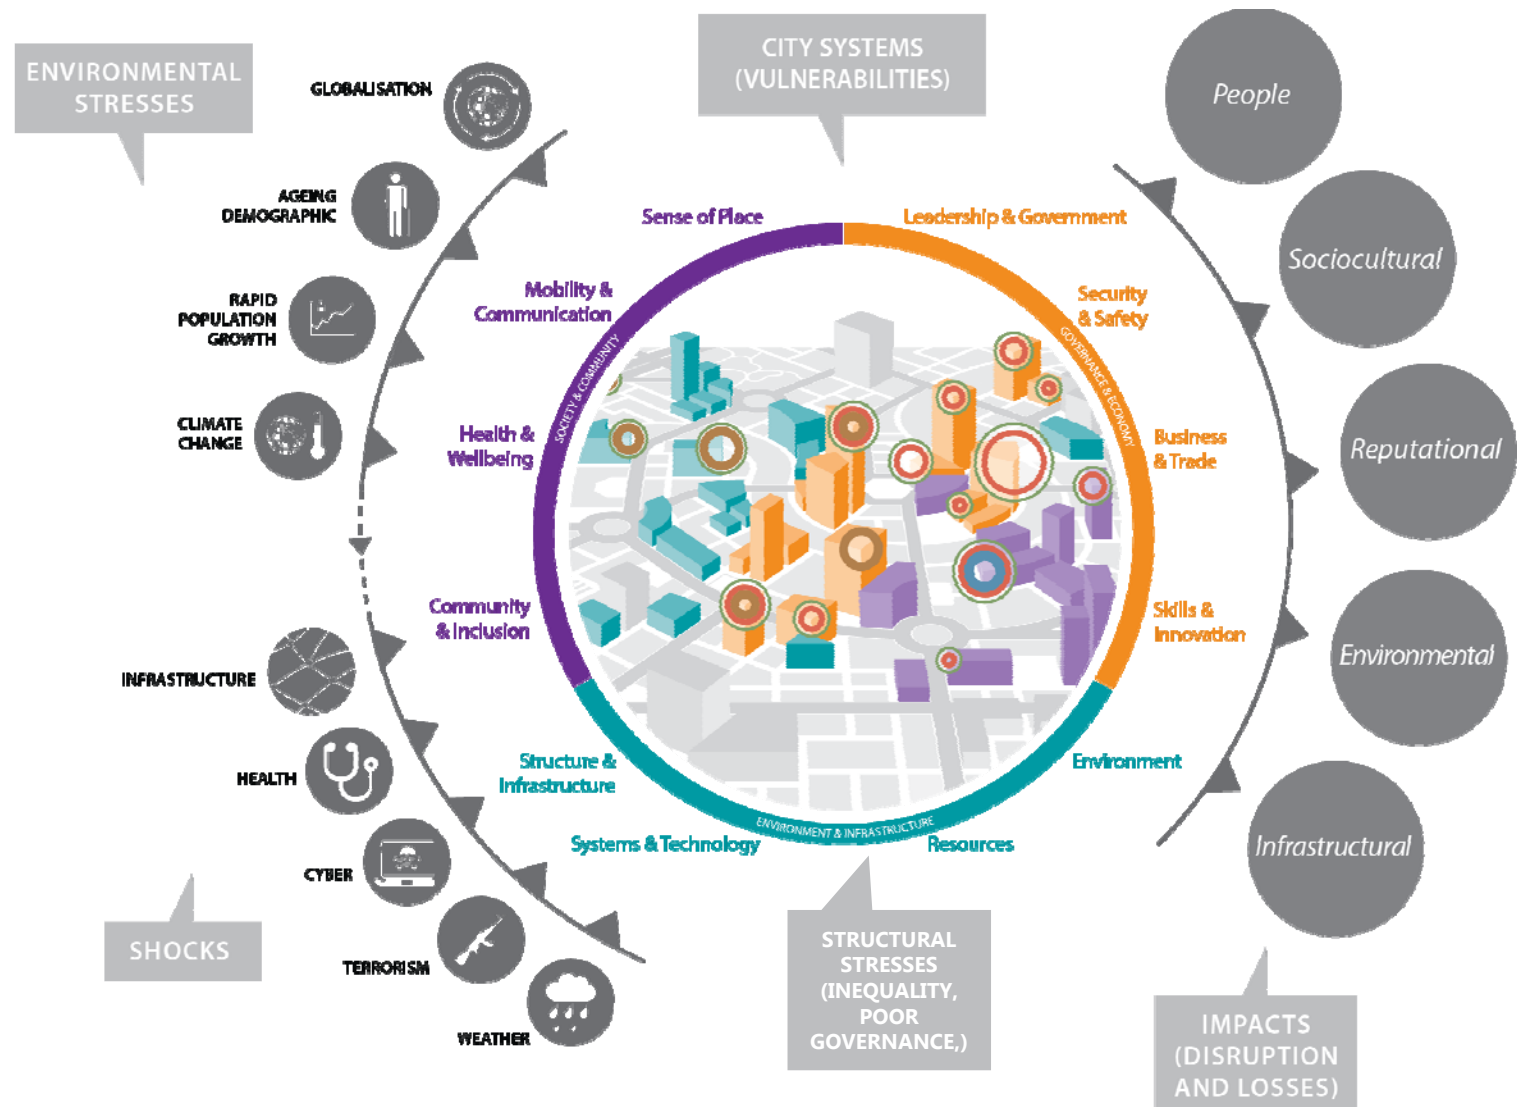 ENVIRONMENTAL
STRESSES
GLOBALISATION
AGEING
DEMOGRAPHIC
RAPID
POPULATION
GROWTH
CLIMATE
CHANGE
INFRASTRUCTURE
HEALTH
CYBER
TERRORISM
WEATHER
SHOCKS
CITY SYSTEMS
(VULNERABILITIES)
Sense of Place
Mobility &
Communication
Health &
Wellbeing
Community
& Inclusion
SOCIETY & COMMUNITY
Leadership & Government
Security
& Safety
Business
& Trade
Skills &
Innovation
GOVERNANCE & ECONOMY
Structure &
Infrastructure
Systems & Technology
Environment
Resources
ENVIRONMENT & INFRASTRUCTURE
STRUCTURAL
STRESSES
(INEQUALITY,
POOR
GOVERNANCE,)
People
Sociocultural
Reputational
Environmental
Infrastructural
IMPACTS
(DISRUPTION
AND LOSSES)